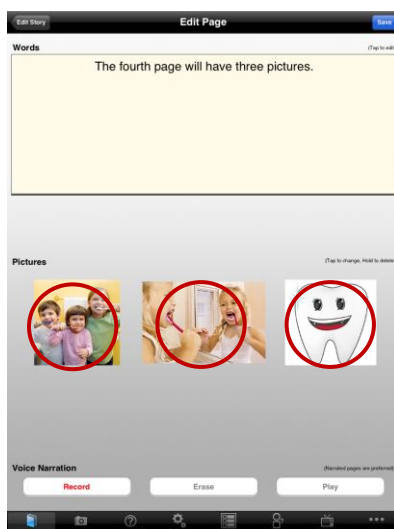 Edit Story
Edit Page
Save
Words
(Tap to edit)
The fourth page will have three pictures.
Pictures
(Tap to change, Hold to delete)
Voice Narration
(Narrated pages are preferred)
Record
Erase
Play